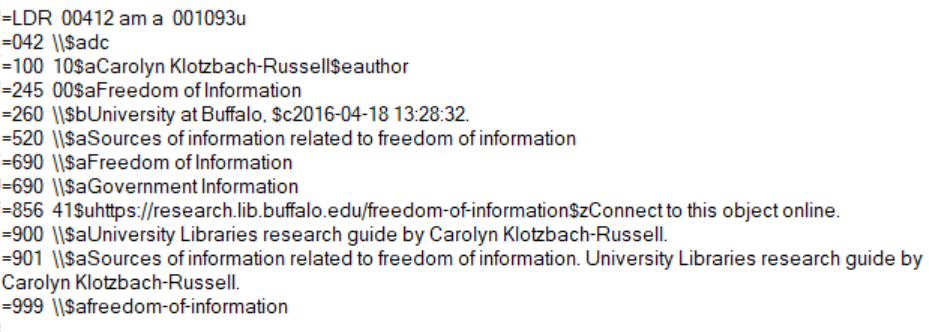 =LDR 00412 am a 001093u
=042 \\$adc
=100 10$aCarolyn Klotzbach-Russell$eauthor
=245 00$aFreedom of Information
=260 \\$bUniversity at Buffalo, $c2016-04-18 13:28:32.
=520 \\$aSources of information related to freedom of information
=690 \\$aFreedom of Information
=690 \\$aGovernment Information
=856 41$uhttps://research.lib.buffalo.edu/freedom-of-information$zConnect to this object online.
=900 \\$aUniversity Libraries research guide by Carolyn Klotzbach-Russell.
=901 \\$aSources of information related to freedom of information. University Libraries research guide by
Carolyn Klotzbach-Russell.
=999 \\$afreedom-of-information